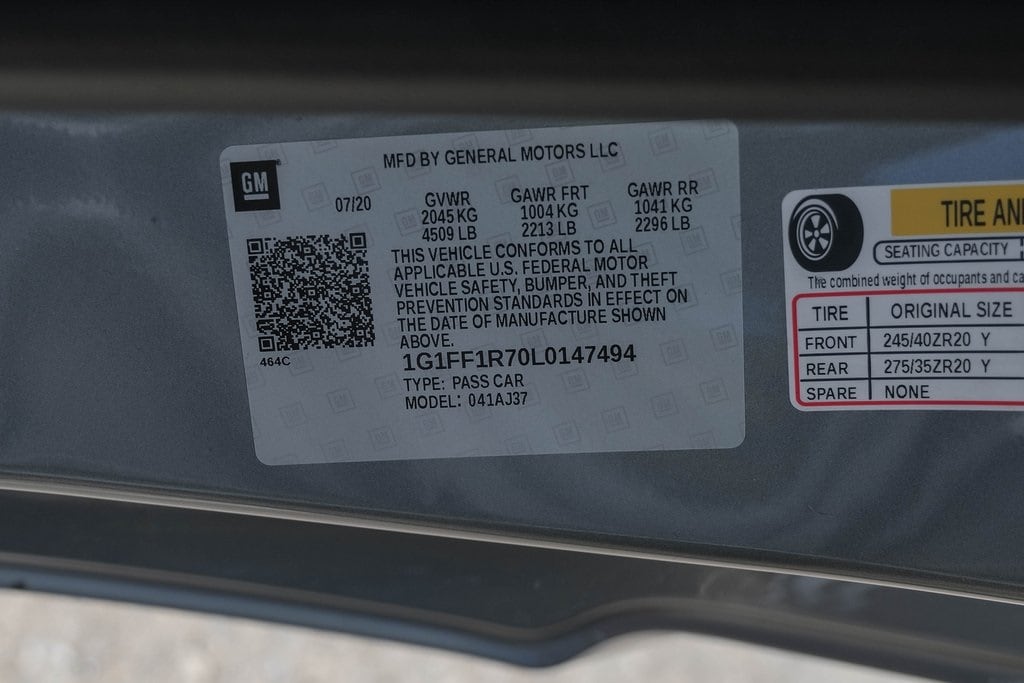 GM
MFD BY GENERAL MOTORS LLC
07/20
GVWR GAWR FRT GAWR RR
2045 KG 1004 KG 1041 KG
4509 LB 2213 LB 2296 LB
THIS VEHICLE CONFORMS TO ALL
APPLICABLE U.S. FEDERAL MOTOR
VEHICLE SAFETY, BUMPER, AND THEFT
PREVENTION STANDARDS IN EFFECT ON
THE DATE OF MANUFACTURE SHOWN
ABOVE.
464C
1G1FF1R70L0147494
TYPE: PASS CAR
MODEL: 041AJ37
TIRE
SEATING CAPACITY
The combined weight of occupants and
TIRE ORIGINAL SIZE
FRONT 245/40ZR20 Y
REAR 275/35ZR20 Y
SPARE NONE